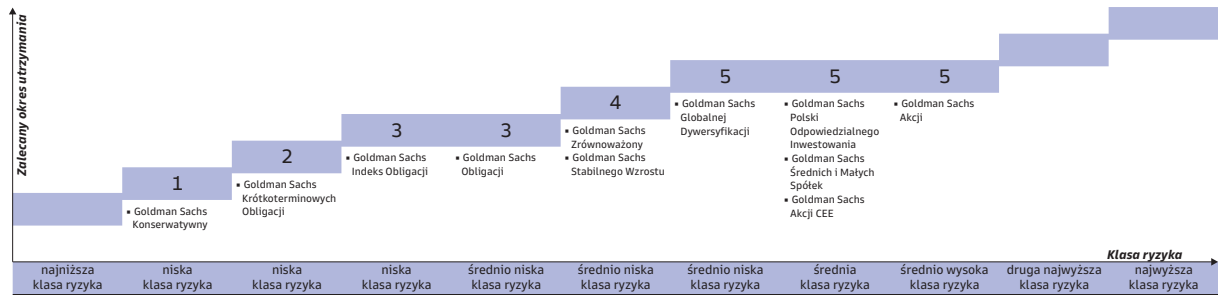 Zalecany okres utrzymania
1
▪ Goldman Sachs
Konserwatywny
2
▪ Goldman Sachs
Krótkoterminowych
Obligacji
3
▪ Goldman Sachs
Indeks Obligacji
3
▪ Goldman Sachs
Obligacji
4
▪ Goldman Sachs
Zrównoważony
▪ Goldman Sachs
Stabilnego Wzrostu
5
▪ Goldman Sachs
Globalnej
Dywersyfikacji
5
▪ Goldman Sachs
Polski
Odpowiedzialnego
Inwestowania
▪ Goldman Sachs
Średnich i Małych
Spółek
▪ Goldman Sachs
Akcji CEE
5
▪ Goldman Sachs
Akcji
Klasa ryzyka
najniższa
klasa ryzyka
niska
klasa ryzyka
niska
klasa ryzyka
niska
klasa ryzyka
średnio niska
klasa ryzyka
średnio niska
klasa ryzyka
średnio niska
klasa ryzyka
średnia
klasa ryzyka
średnio wysoka
klasa ryzyka
druga najwyższa
klasa ryzyka
najwyższa
klasa ryzyka